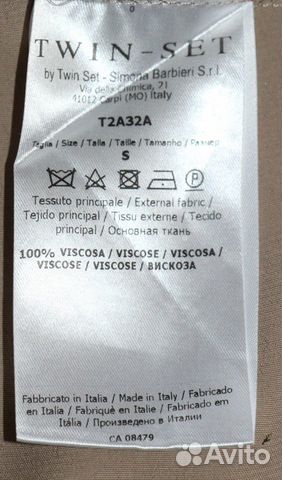 TWIN-SET
by Twin Set - Simona Barbieri S.r.l.
Via della Chimica, 21
41012 Carpi (MO) Italy
T2A32A
Taglia / Size / Talla / Taille / Tamanho / Размер
S
Tessuto principale / External fabric /
Tejido principal / Tissu externe / Tecido
principal / Основная ткань
100% VISCOSA / VISCOSE / VISCOSA /
VISCOSE / VISCOSE / ВИСКОЗА
Fabbricato in Italia / Made in Italy / Fabricado
en Italia / Fabriqué en Italie / Fabricado em
Itália / Произведено в Италии
CA 08479
Avito